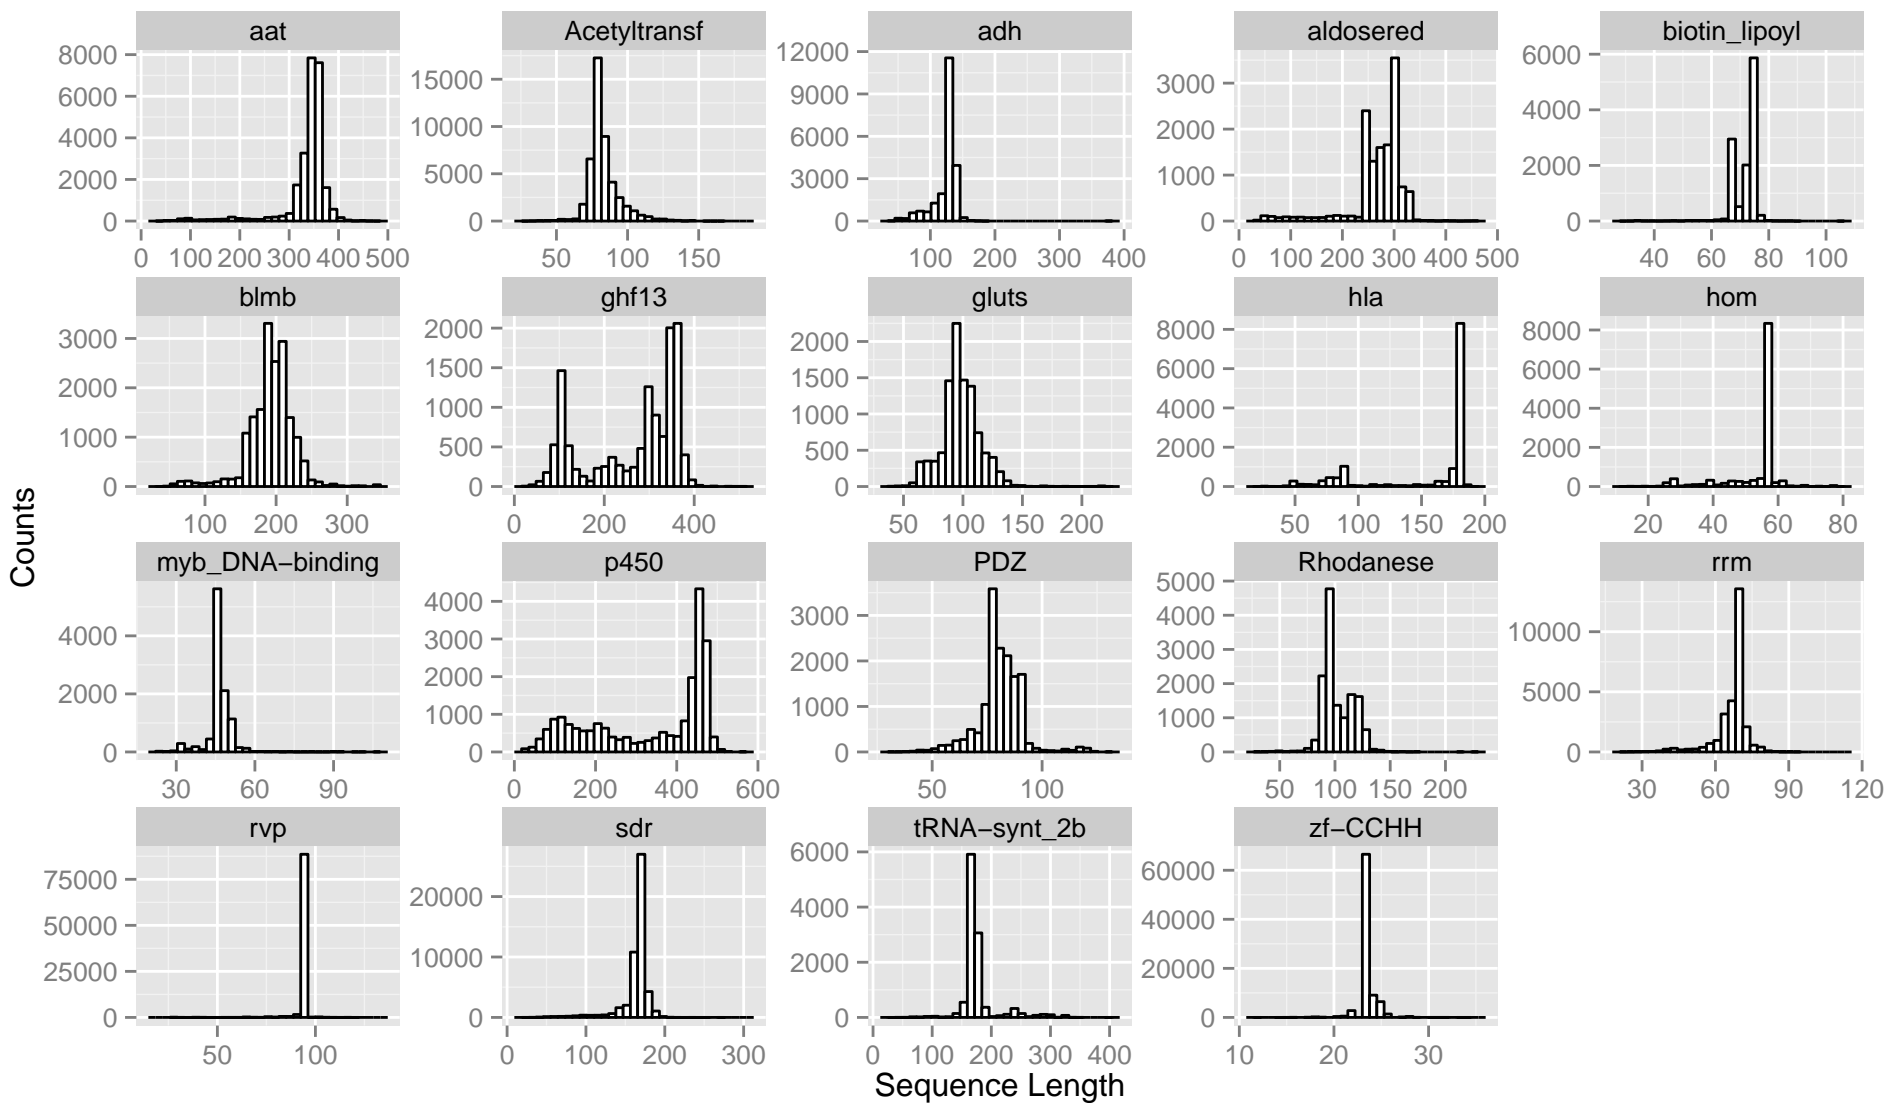 aat Acetyltransf adh aldosered biotin_lipoyl
8000 6000 4000 2000 0
15000 10000 5000 0
12000 9000 6000 3000 0
3000 2000 1000 0
6000 4000 2000 0
0 100 200 300 400 500
50 100 150
100 200 300 400
0 100 200 300 400 500
40 60 80 100
blmb ghf13 gluts hla hom
3000 2000 1000 0
2000 1500 1000 500 0
2000 1500 1000 500 0
8000 6000 4000 2000 0
8000 6000 4000 2000 0
100 200 300
0 200 400
50 100 150 200
50 100 150 200
20 40 60 80
Counts
myb_DNA−binding p450 PDZ Rhodanese rrm
4000 2000 0
4000 3000 2000 1000 0
3000 2000 1000 0
5000 4000 3000 2000 1000 0
10000 5000 0
30 60 90
0 200 400 600
50 100
50 100 150 200
30 60 90 120
rvp sdr tRNA−synt_2b zf−CCHH
75000 50000 25000 0
20000 10000 0
6000 4000 2000 0
60000 40000 20000 0
50 100
0 100 200 300
0 100 200 300 400
10 20 30
Sequence Length